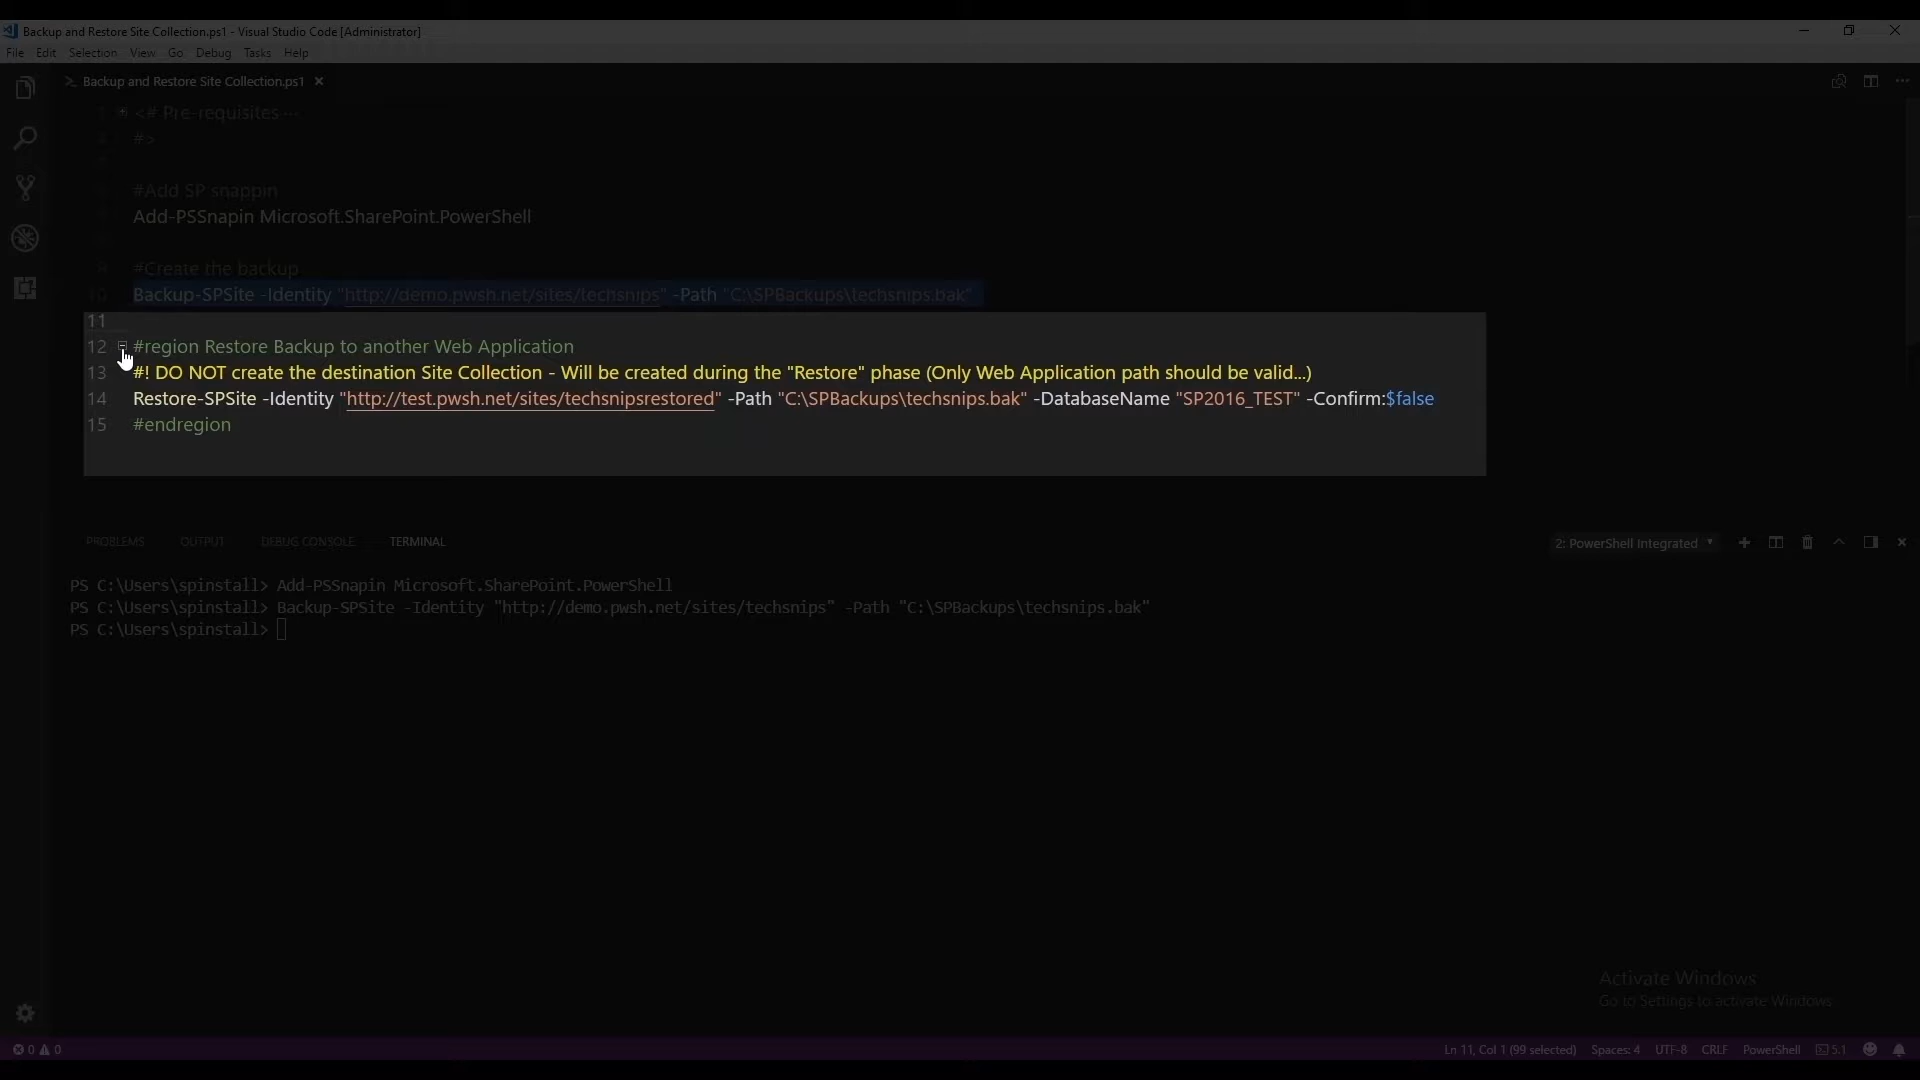 Backup and Restore Site Collection.ps1 - Visual Studio Code [Administrator]
File Edit Selection View Go Debug Tasks Help
Backup and Restore Site Collection.ps1
1 <# Pre-requisites ...
#>
#Add SP snappin
Add-PSSnapin Microsoft.SharePoint.PowerShell
9 #Create the backup
10 Backup-SPSite -Identity "http://demo.pwsh.net/sites/techsnips" -Path "C:\SPBackups\techsnips.bak"
11
12 #region Restore Backup to another Web Application
13 #! DO NOT create the destination Site Collection - Will be created during the "Restore" phase (Only Web Application path should be valid...)
14 Restore-SPSite -Identity "http://test.pwsh.net/sites/techsnipsrestored" -Path "C:\SPBackups\techsnips.bak" -DatabaseName "SP2016_TEST" -Confirm:$false
15 #endregion
PROBLEMS OUTPUT DEBUG CONSOLE TERMINAL 2: PowerShell Integrated
PS C:\Users\spinstall> Add-PSSnapin Microsoft.SharePoint.PowerShell
PS C:\Users\spinstall> Backup-SPSite -Identity "http://demo.pwsh.net/sites/techsnips" -Path "C:\SPBackups\techsnips.bak"
PS C:\Users\spinstall>
Activate Windows
Go to Settings to activate Windows.
0 0 Ln 11, Col 1 (99 selected) Spaces: 4 UTF-8 CRLF PowerShell 5.1